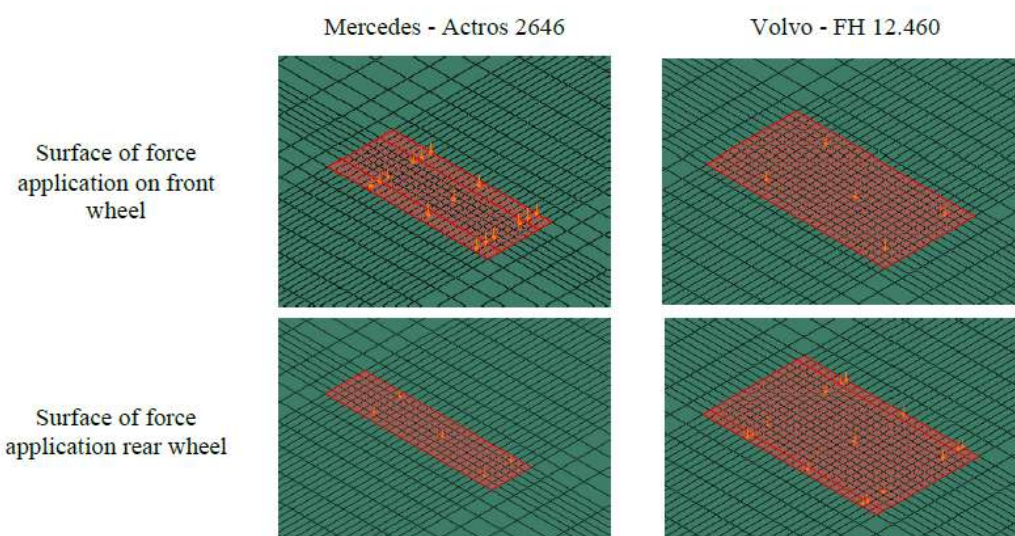 Mercedes - Actros 2646
Volvo - FH 12.460
Surface of force
application on front
wheel
Surface of force
application rear wheel